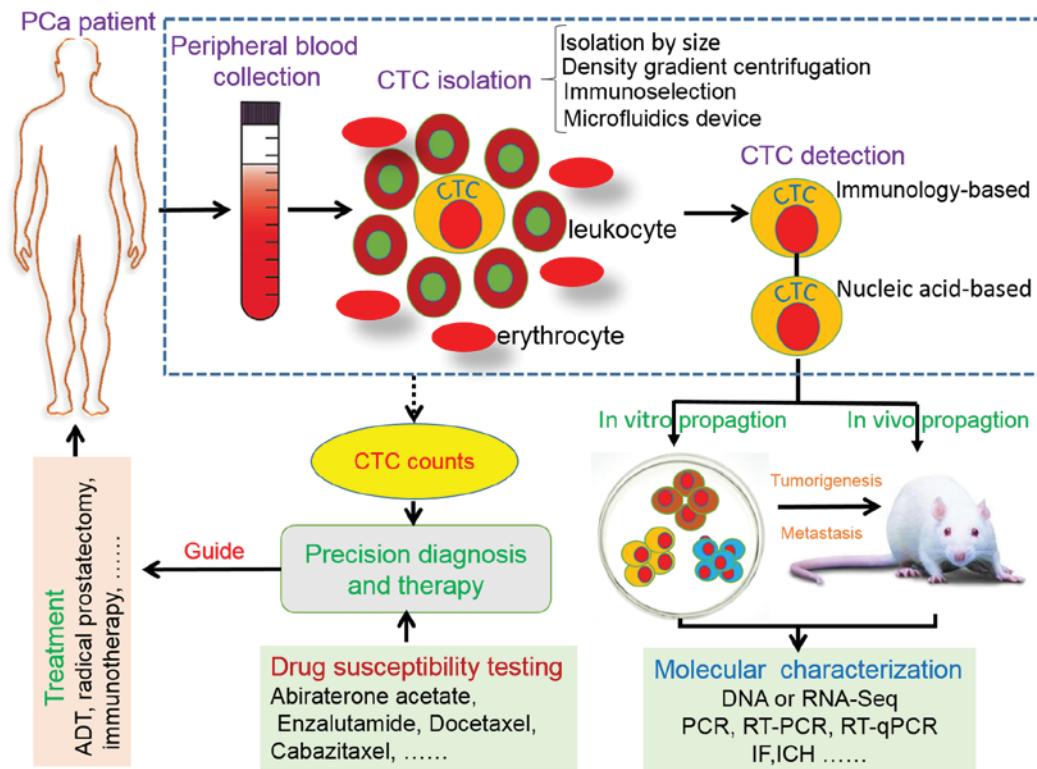 PCa patient
Peripheral blood
collection
CTC isolation
Isolation by size
Density gradient centrifugation
Immunoselection
Microfluidics device
CTC
leukocyte
erythrocyte
CTC detection
CTC
Immunology-based
CTC
Nucleic acid-based
In vitro propagtion
In vivo propagtion
CTC counts
Tumorigenesis
Metastasis
Guide
Precision diagnosis
and therapy
Treatment
ADT, radical prostatectomy,
immunotherapy, ......
Drug susceptibility testing
Abiraterone acetate,
Enzalutamide, Docetaxel,
Cabazitaxel, ......
Molecular characterization
DNA or RNA-Seq
PCR, RT-PCR, RT-qPCR
IF,ICH ......